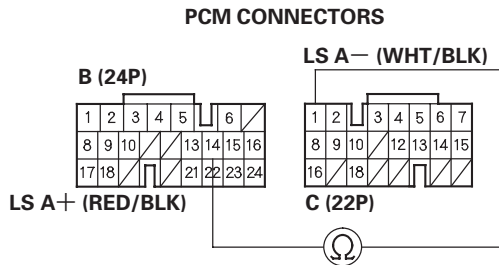 PCM CONNECTORS
LS A− (WHT/BLK)
B (24P)
1 2 3 4 5 6
8 9 10 13 14 15 16
17 18 21 22 23 24
LS A+ (RED/BLK)
1 2 3 4 5 6 7
8 9 10 12 13 14 15
16 18
C (22P)
Ω